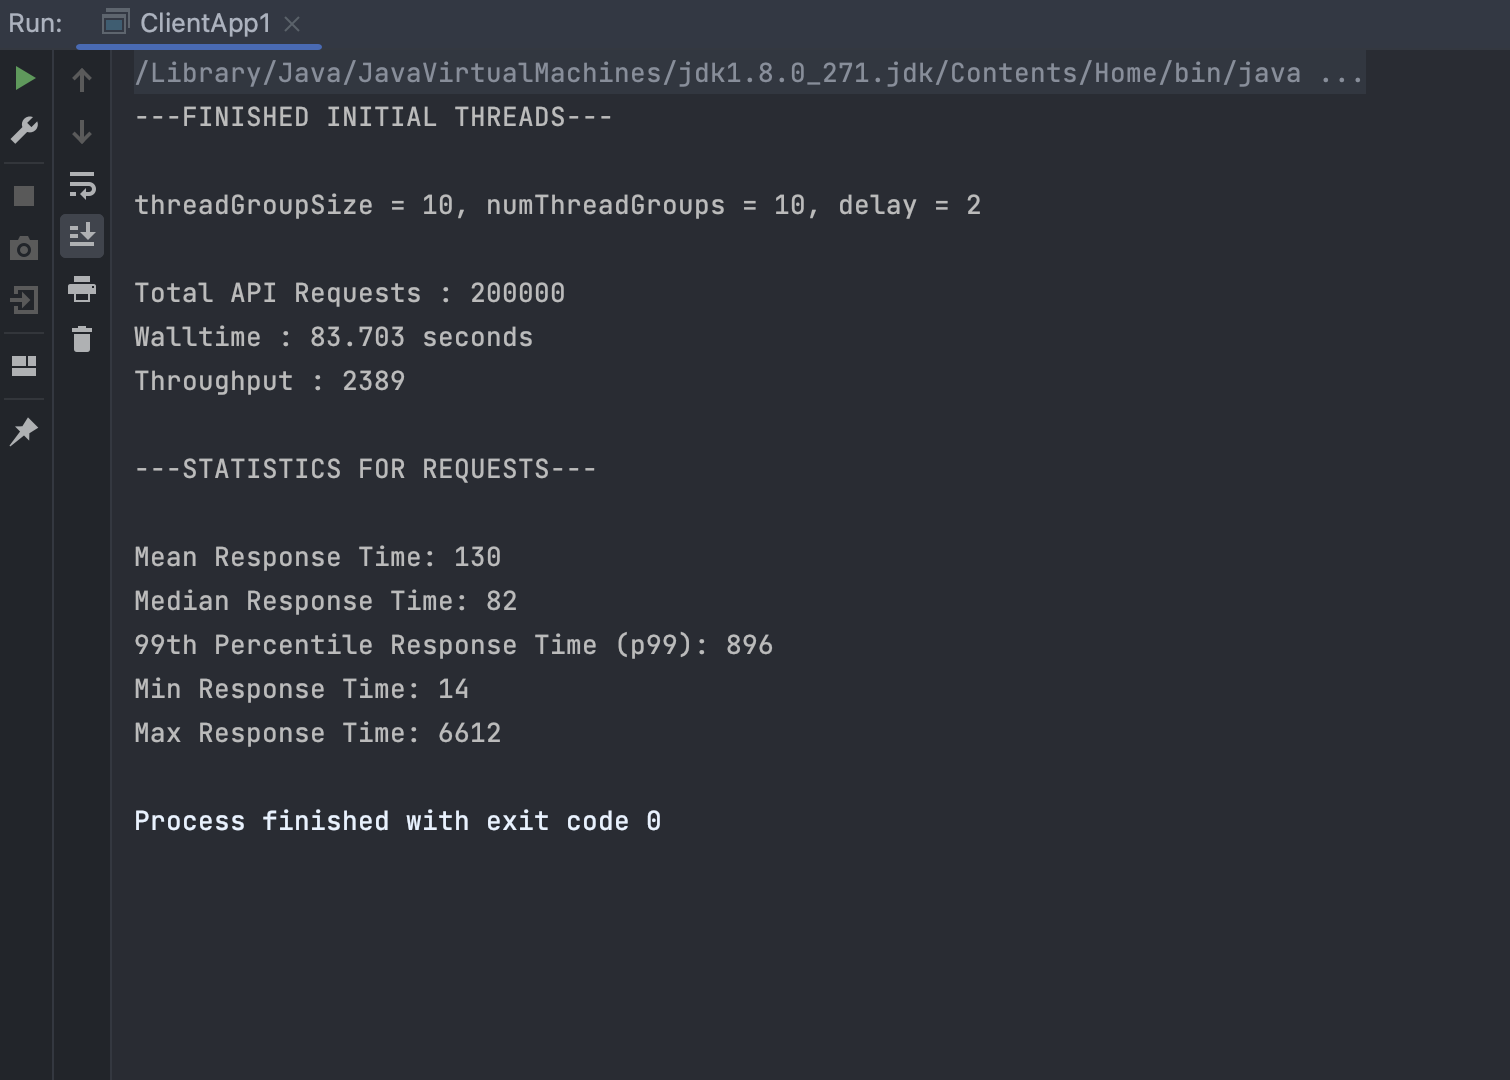 Run: ClientApp1
/Library/Java/JavaVirtualMachines/jdk1.8.0_271.jdk/Contents/Home/bin/java ...
---FINISHED INITIAL THREADS---
threadGroupSize = 10, numThreadGroups = 10, delay = 2
Total API Requests : 200000
Walltime : 83.703 seconds
Throughput : 2389
---STATISTICS FOR REQUESTS---
Mean Response Time: 130
Median Response Time: 82
99th Percentile Response Time (p99): 896
Min Response Time: 14
Max Response Time: 6612
Process finished with exit code 0